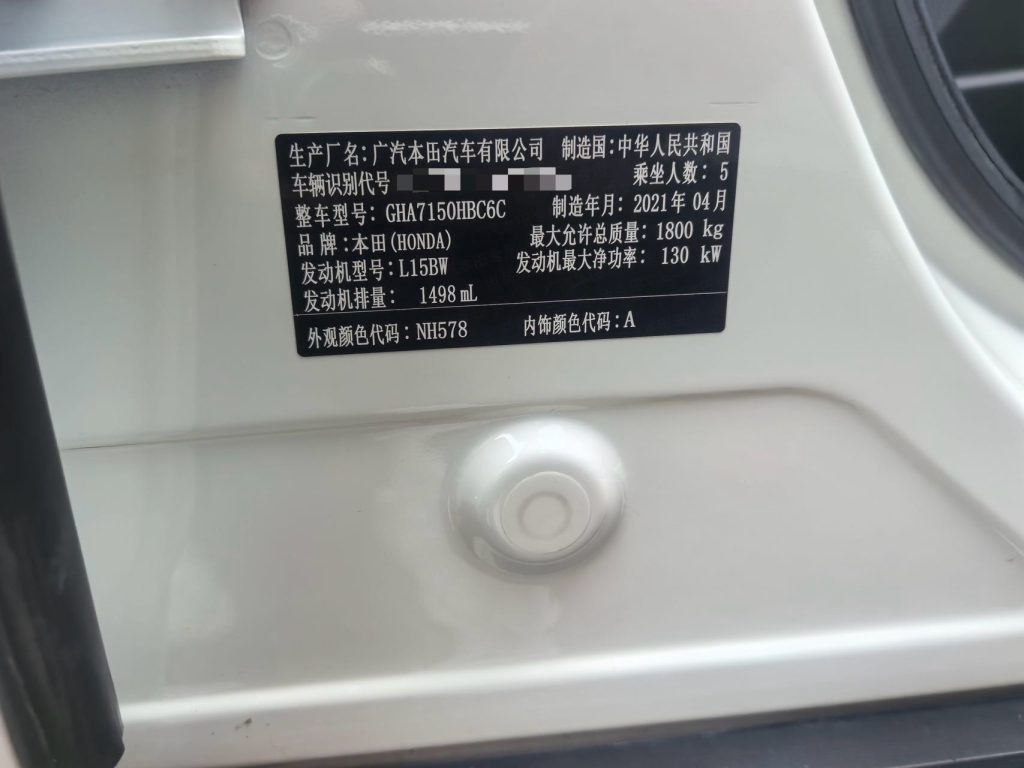 生产厂名：广汽本田汽车有限公司 制造国：中华人民共和国
车辆识别代号 乘坐人数：5
整车型号：GHA7150HBC6C 制造年月：2021年04月
品牌：本田(HONDA) 最大允许总质量：1800 kg
发动机型号：L15BW 发动机最大净功率：130 kW
发动机排量：1498mL
外观颜色代码：NH578 内饰颜色代码：A